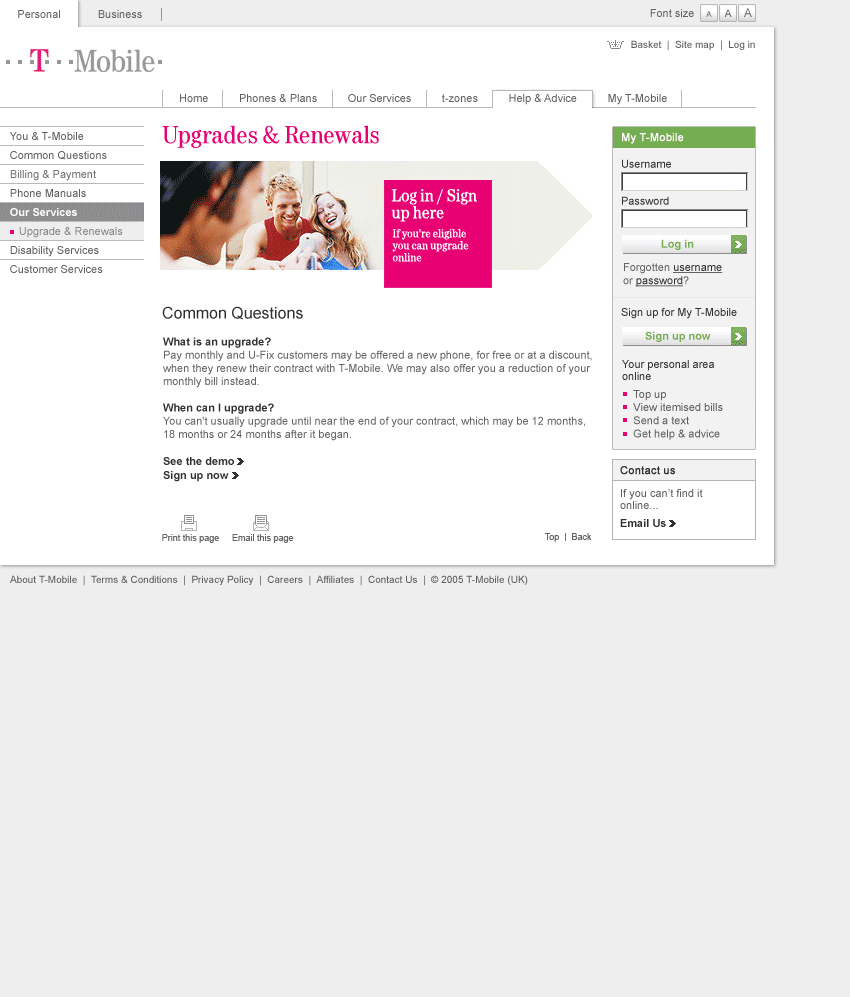 Personal
Business
Font size A A A
Basket | Site map | Log in
T · · Mobile
Home
Phones & Plans
Our Services
t-zones
Help & Advice
My T-Mobile
You & T-Mobile
Common Questions
Billing & Payment
Phone Manuals
Our Services
Upgrade & Renewals
Disability Services
Customer Services
Upgrades & Renewals
Log in / Sign
up here
If you're eligible
you can upgrade
online
Common Questions
What is an upgrade?
Pay monthly and U-Fix customers may be offered a new phone, for free or at a discount,
when they renew their contract with T-Mobile. We may also offer you a reduction of your
monthly bill instead.
When can I upgrade?
You can't usually upgrade until near the end of your contract, which may be 12 months,
18 months or 24 months after it began.
See the demo
Sign up now
Print this page
Email this page
Top | Back
My T-Mobile
Username
Password
Log in
Forgotten username
or password?
Sign up for My T-Mobile
Sign up now
Your personal area
online
Top up
View itemised bills
Send a text
Get help & advice
Contact us
If you can't find it
online...
Email Us
About T-Mobile | Terms & Conditions | Privacy Policy | Careers | Affiliates | Contact Us | © 2005 T-Mobile (UK)